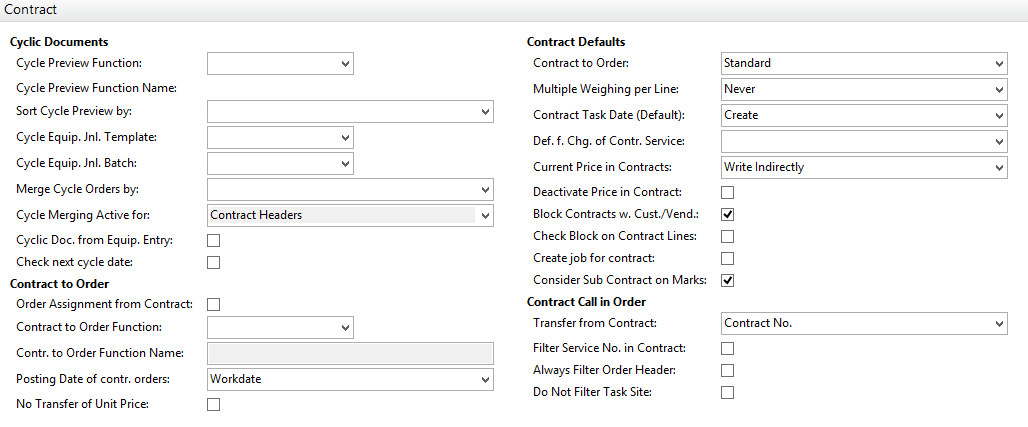 Contract
Cyclic Documents
Cycle Preview Function:
Cycle Preview Function Name:
Sort Cycle Preview by:
Cycle Equip. Jnl. Template:
Cycle Equip. Jnl. Batch:
Merge Cycle Orders by:
Cycle Merging Active for: Contract Headers
Cyclic Doc. from Equip. Entry:
Check next cycle date:
Contract to Order
Order Assignment from Contract:
Contract to Order Function:
Contr. to Order Function Name:
Posting Date of contr. orders: Workdate
No Transfer of Unit Price:
Contract Defaults
Contract to Order: Standard
Multiple Weighing per Line: Never
Contract Task Date (Default): Create
Def. f. Chg. of Contr. Service:
Current Price in Contracts: Write Indirectly
Deactivate Price in Contract:
Block Contracts w. Cust./Vend.:
Check Block on Contract Lines:
Create job for contract:
Consider Sub Contract on Marks:
Contract Call in Order
Transfer from Contract: Contract No.
Filter Service No. in Contract:
Always Filter Order Header:
Do Not Filter Task Site: